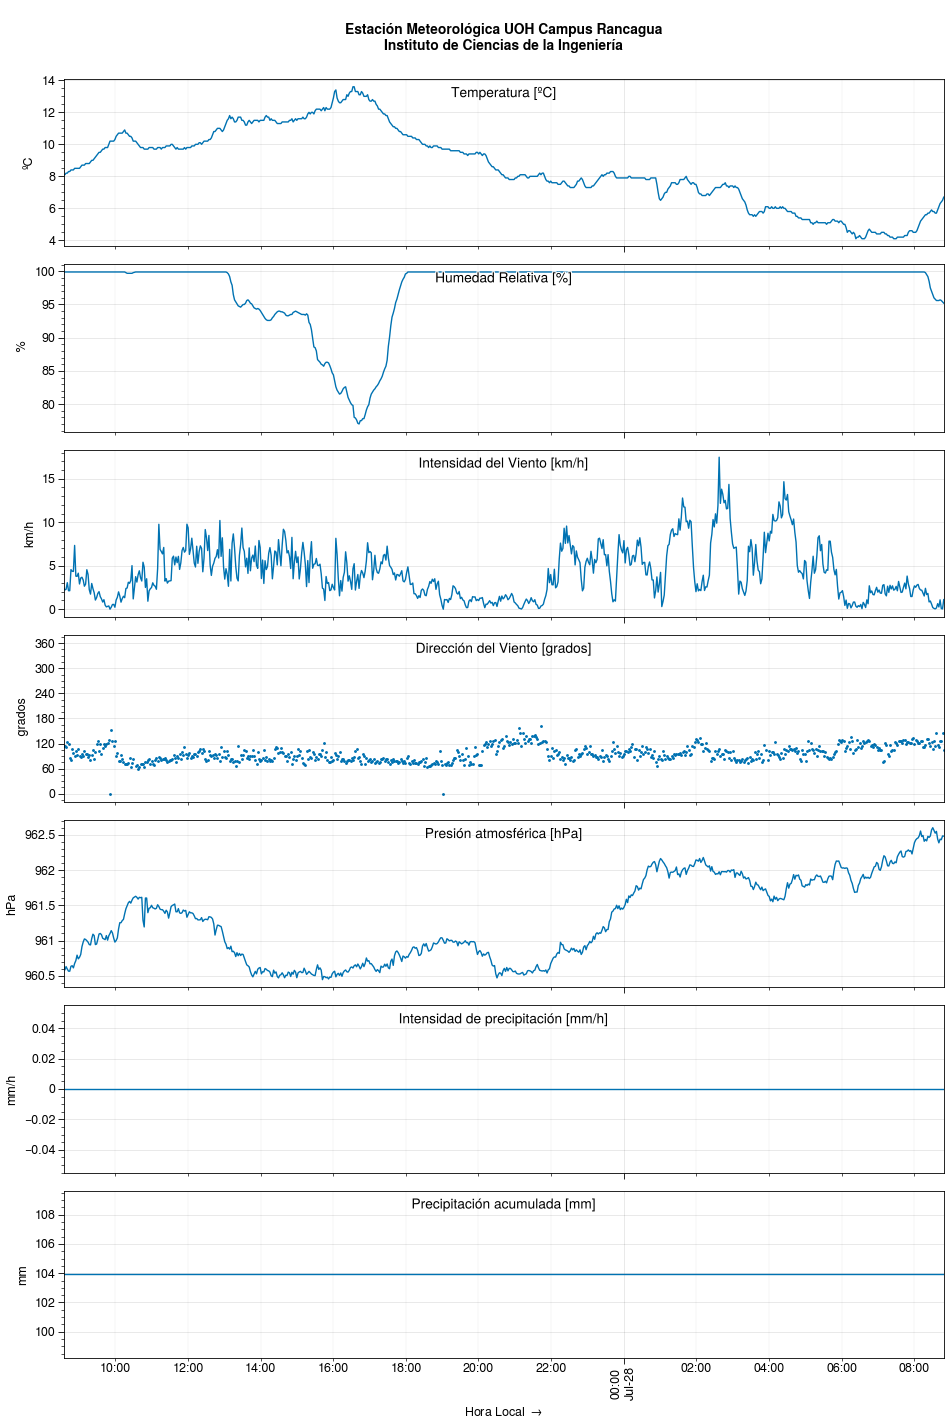 Estación Meteorológica UOH Campus Rancagua
Instituto de Ciencias de la Ingeniería
Temperatura [ºC]
ºC
14
12
10
8
6
4
Humedad Relativa [%]
%
100
95
90
85
80
Intensidad del Viento [km/h]
km/h
15
10
5
0
Dirección del Viento [grados]
grados
360
300
240
180
120
60
0
Presión atmosférica [hPa]
hPa
962.5
962
961.5
961
960.5
Intensidad de precipitación [mm/h]
mm/h
0.04
0.02
0
−0.02
−0.04
Precipitación acumulada [mm]
mm
108
106
104
102
100
10:00 12:00 14:00 16:00 18:00 20:00 22:00 00:00 02:00 04:00 06:00 08:00
Jul-28
Hora Local →